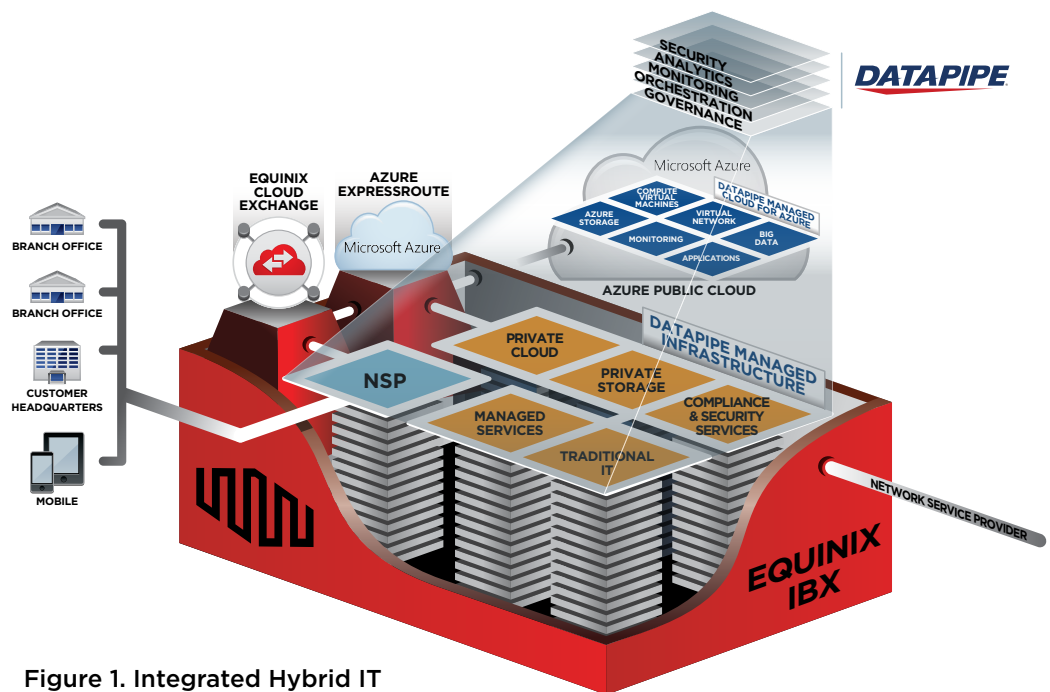 SECURITY
ANALYTICS
MONITORING
ORCHESTRATION
GOVERNANCE
DATAPIPE
EQUINIX
CLOUD
EXCHANGE
AZURE
EXPRESSROUTE
Microsoft Azure
Microsoft Azure
COMPUTE
VIRTUAL
MACHINES
AZURE
STORAGE
VIRTUAL
NETWORK
MONITORING
BIG
DATA
APPLICATIONS
DATAPIPE MANAGED
CLOUD FOR AZURE
AZURE PUBLIC CLOUD
BRANCH OFFICE
BRANCH OFFICE
CUSTOMER
HEADQUARTERS
MOBILE
NSP
PRIVATE
CLOUD
PRIVATE
STORAGE
COMPLIANCE
& SECURITY
SERVICES
MANAGED
SERVICES
TRADITIONAL
IT
DATAPIPE MANAGED
INFRASTRUCTURE
NETWORK SERVICE PROVIDER
EQUINIX
IBX
Figure 1. Integrated Hybrid IT